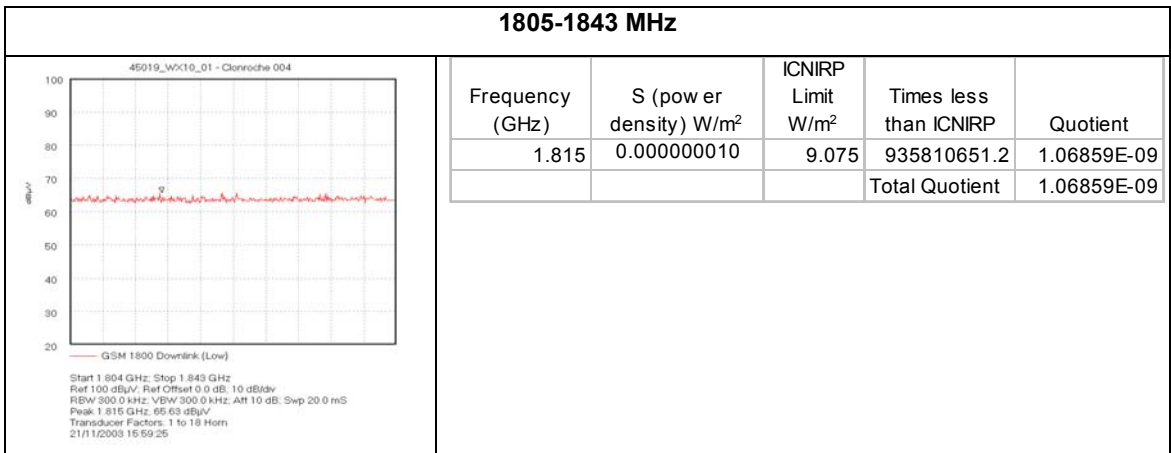 1805-1843 MHz
45019_WX10_01 - Clonroche 004
100
90
80
70
60
50
40
30
20
dBµV
GSM 1800 Downlink (Low)
Start 1.804 GHz; Stop 1.843 GHz
Ref 100 dBµV; Ref Offset 0.0 dB; 10 dB/div
RBW 300.0 kHz; VBW 300.0 kHz; Att 10 dB; Swp 20.0 mS
Peak 1.815 GHz, 65.63 dBµV
Transducer Factors: 1 to 18 Horn
21/11/2003 15:59:25
Frequency (GHz) S (pow er density) W/m² ICNIRP Limit W/m² Times less than ICNIRP Quotient
1.815 0.000000010 9.075 935810651.2 1.06859E-09
Total Quotient 1.06859E-09